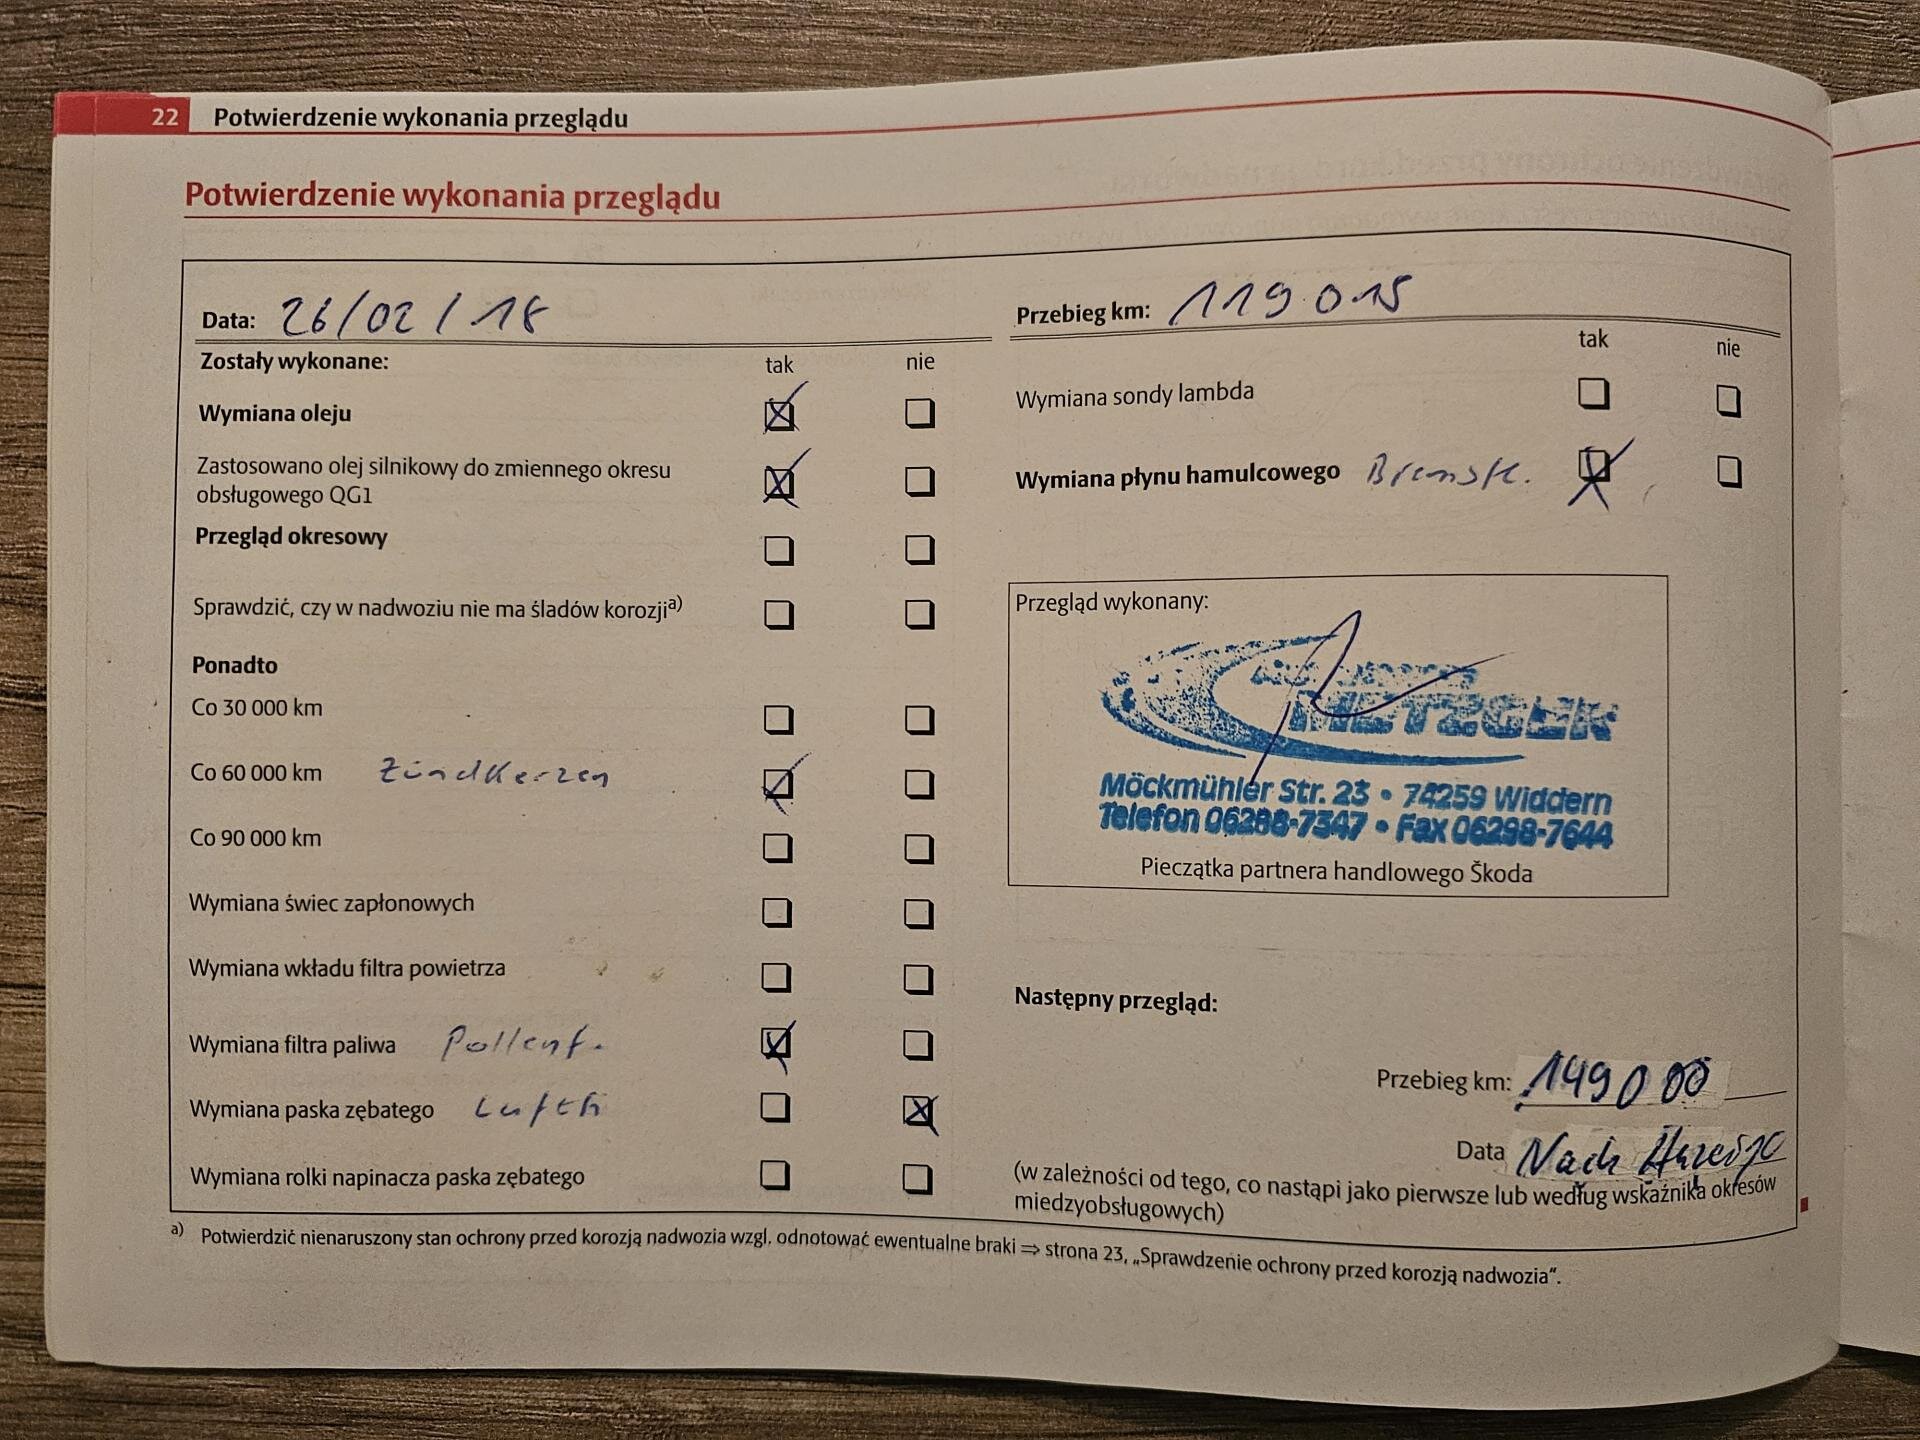 22 Potwierdzenie wykonania przeglądu
Potwierdzenie wykonania przeglądu
Data: 26/02/18
Zostały wykonane: tak nie
Wymiana oleju
Zastosowano olej silnikowy do zmiennego okresu
obsługowego QG1
Przegląd okresowy
Sprawdzić, czy w nadwoziu nie ma śladów korozji a)
Ponadto
Co 30 000 km
Co 60 000 km Zündkerzen
Co 90 000 km
Wymiana świec zapłonowych
Wymiana wkładu filtra powietrza
Wymiana filtra paliwa Pollenf.
Wymiana paska zębatego
Wymiana rolki napinacza paska zębatego
Przebieg km: 119 015
tak nie
Wymiana sondy lambda
Wymiana płynu hamulcowego
Przegląd wykonany:
METZGER
Möckmühler Str. 23 • 74259 Widdern
Telefon 06298-7347 • Fax 06298-7644
Pieczątka partnera handlowego Škoda
Następny przegląd:
Przebieg km: 149 000
Data Nach
(w zależności od tego, co nastąpi jako pierwsze lub według wskaźnika okresów
miedzyobsługowych)
a) Potwierdzić nienaruszony stan ochrony przed korozją nadwozia wzgl. odnotować ewentualne braki ⇒ strona 23, „Sprawdzenie ochrony przed korozją nadwozia“.